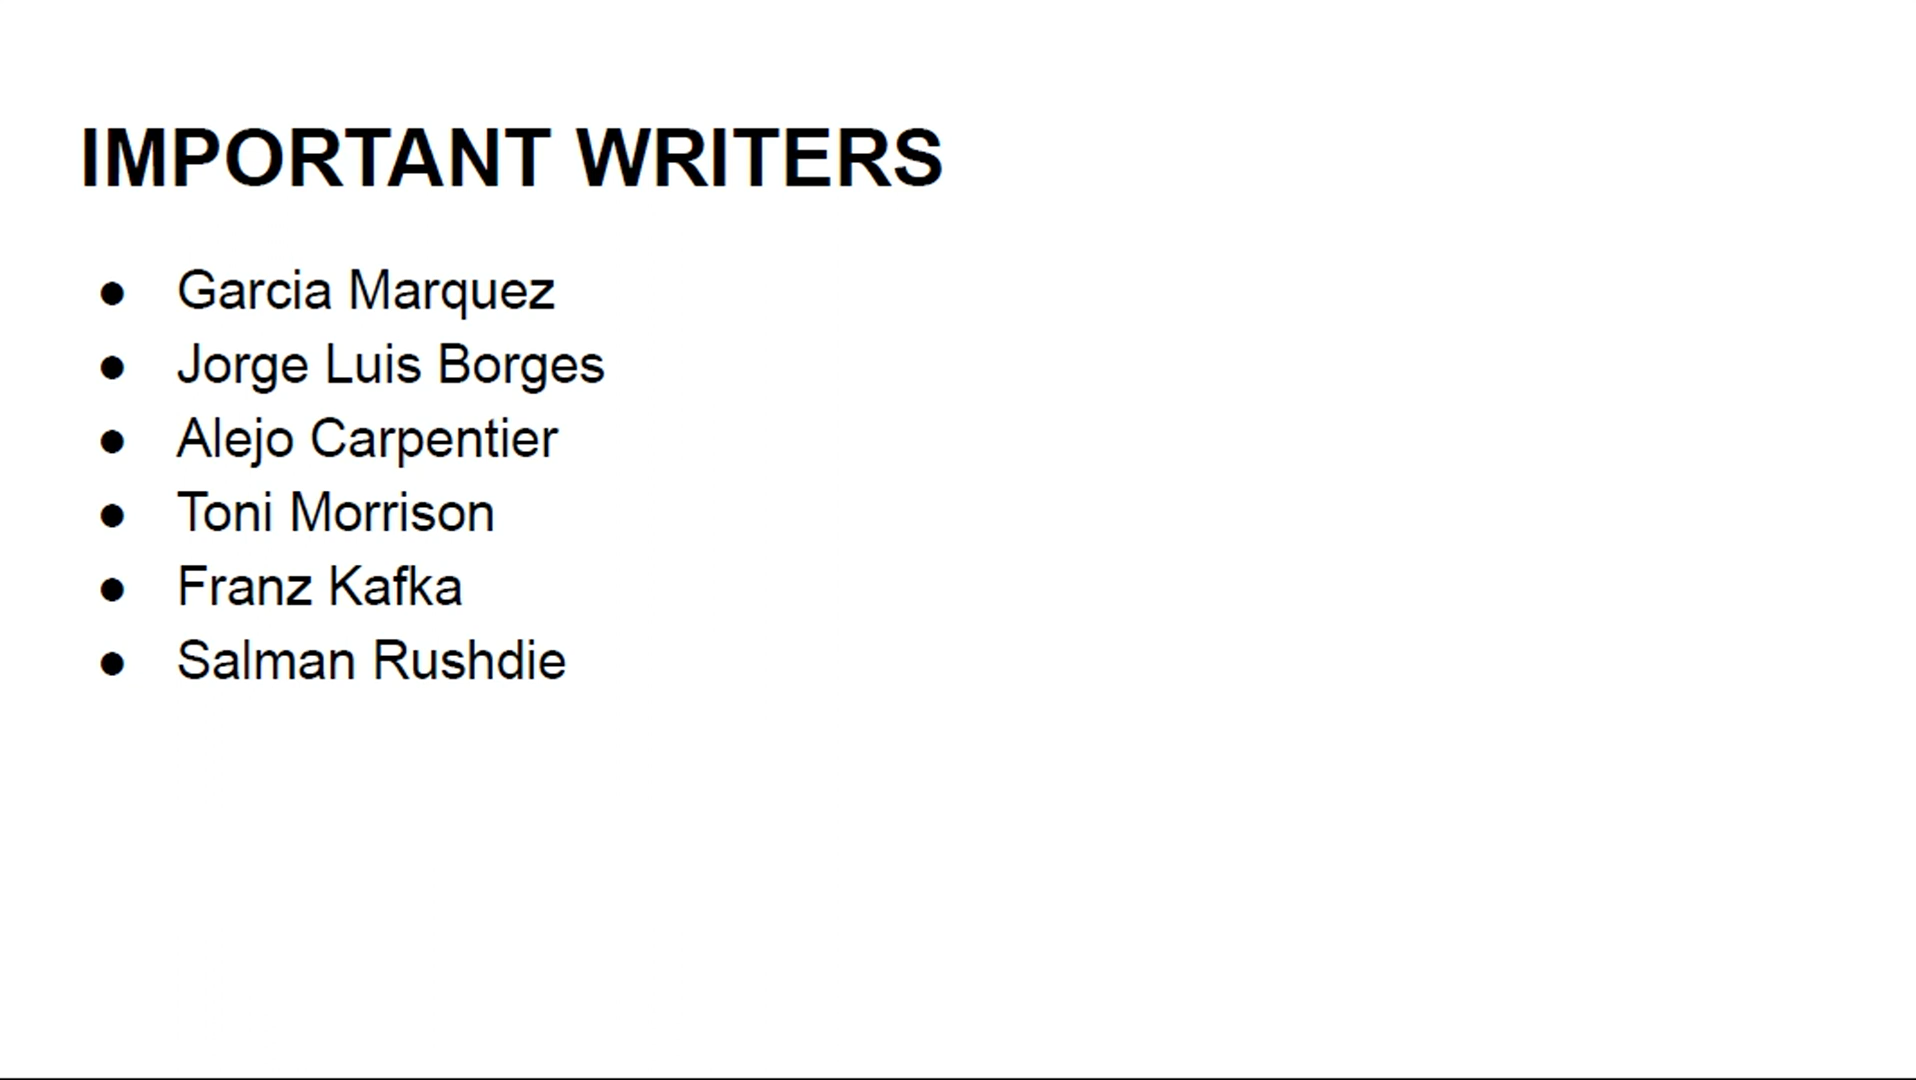 IMPORTANT WRITERS
● Garcia Marquez
● Jorge Luis Borges
● Alejo Carpentier
● Toni Morrison
● Franz Kafka
● Salman Rushdie